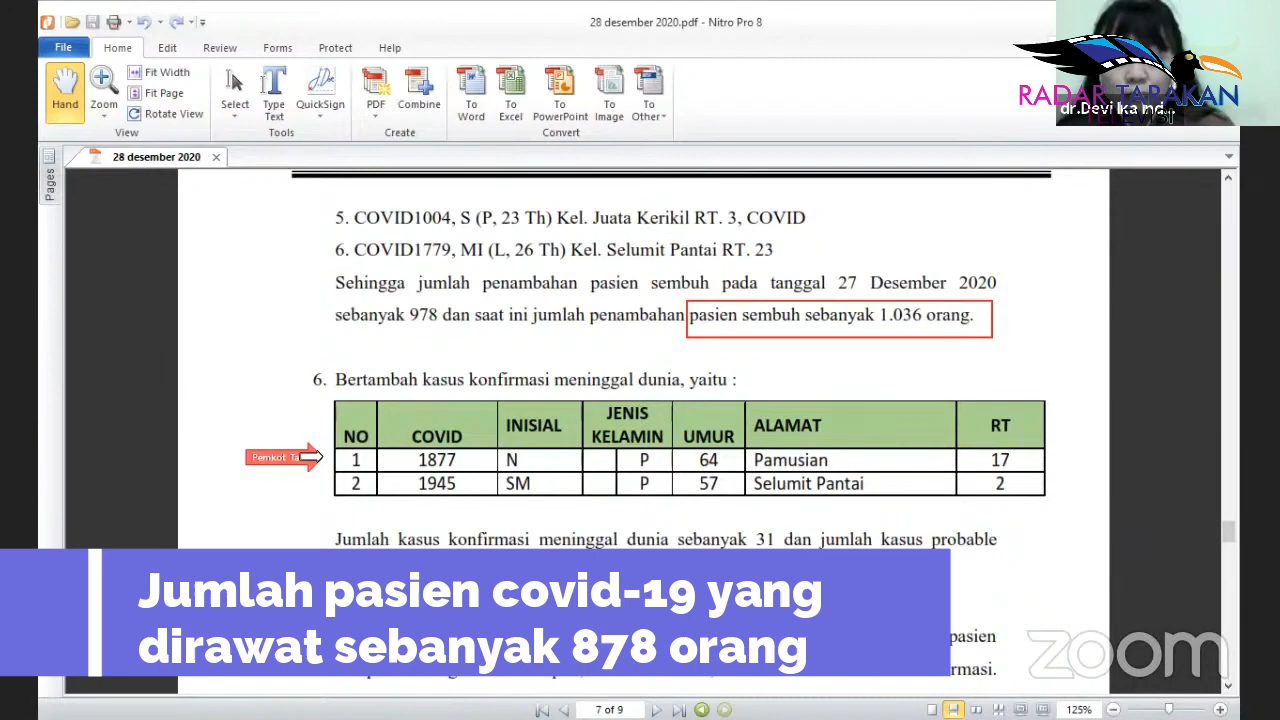 28 desember 2020.pdf - Nitro Pro 8
File Home Edit Review Forms Protect Help
Hand
Zoom
Fit Width
Fit Page
Rotate View
View
Select
Type Text
QuickSign
Tools
PDF
Combine
Create
To Word
To Excel
To PowerPoint
To Image
To Other
Convert
RADAR TARAKAN
TELEVISI
dr.Devi Ika Ind...
Pages
28 desember 2020
5. COVID1004, S (P, 23 Th) Kel. Juata Kerikil RT. 3, COVID
6. COVID1779, MI (L, 26 Th) Kel. Selumit Pantai RT. 23
Sehingga jumlah penambahan pasien sembuh pada tanggal 27 Desember 2020
sebanyak 978 dan saat ini jumlah penambahan pasien sembuh sebanyak 1.036 orang.
6. Bertambah kasus konfirmasi meninggal dunia, yaitu :
NO COVID INISIAL JENIS KELAMIN UMUR ALAMAT RT
Pemkot Ta
1 1877 N P 64 Pamusian 17
2 1945 SM P 57 Selumit Pantai 2
Jumlah kasus konfirmasi meninggal dunia sebanyak 31 dan jumlah kasus probable
Jumlah pasien covid-19 yang
dirawat sebanyak 878 orang
pasien
rmasi.
zoom
7 of 9
125%